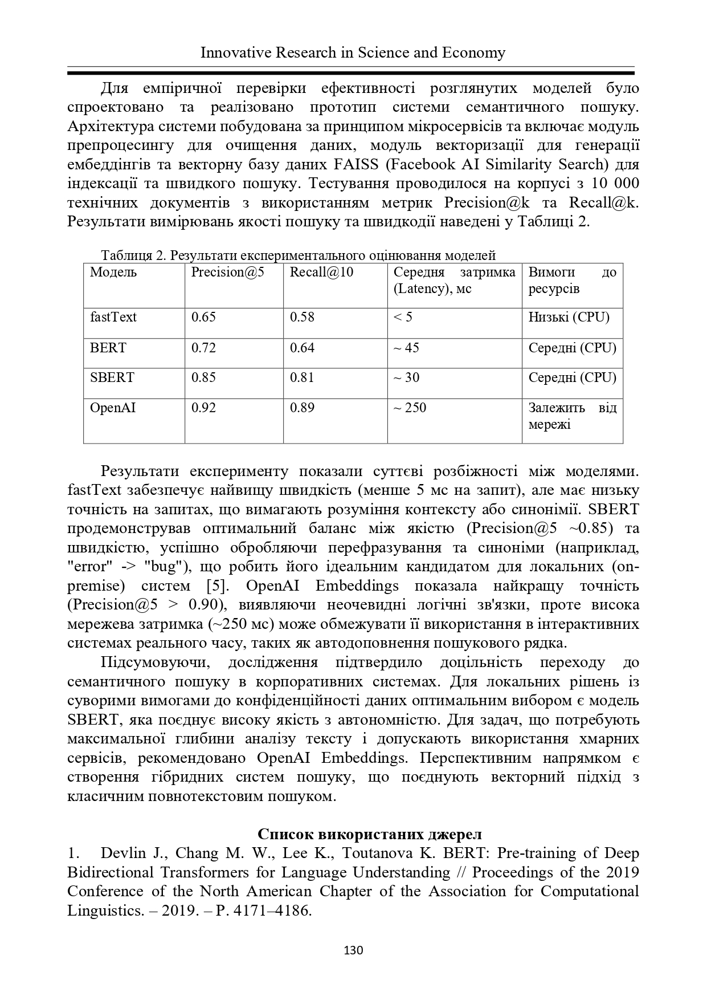 Innovative Research in Science and Economy
Для емпіричної перевірки ефективності розглянутих моделей було
спроектовано та реалізовано прототип системи семантичного пошуку.
Архітектура системи побудована за принципом мікросервісів та включає модуль
препроцесингу для очищення даних, модуль векторизації для генерації
ембеддінгів та векторну базу даних FAISS (Facebook AI Similarity Search) для
індексації та швидкого пошуку. Тестування проводилося на корпусі з 10 000
технічних документів з використанням метрик Precision@k та Recall@k.
Результати вимірювань якості пошуку та швидкодії наведені у Таблиці 2.
Таблиця 2. Результати експериментального оцінювання моделей
Модель Precision@5 Recall@10 Середня затримка Вимоги до
(Latency), мс ресурсів
fastText 0.65 0.58 < 5 Низькі (CPU)
BERT 0.72 0.64 ~ 45 Середні (CPU)
SBERT 0.85 0.81 ~ 30 Середні (CPU)
OpenAI 0.92 0.89 ~ 250 Залежить від
мережі
Результати експерименту показали суттєві розбіжності між моделями.
fastText забезпечує найвищу швидкість (менше 5 мс на запит), але має низьку
точність на запитах, що вимагають розуміння контексту або синонімії. SBERT
продемонстрував оптимальний баланс між якістю (Precision@5 ~0.85) та
швидкістю, успішно обробляючи перефразування та синоніми (наприклад,
"error" -> "bug"), що робить його ідеальним кандидатом для локальних (on-
premise) систем [5]. OpenAI Embeddings показала найкращу точність
(Precision@5 > 0.90), виявляючи неочевидні логічні зв'язки, проте висока
мережева затримка (~250 мс) може обмежувати її використання в інтерактивних
системах реального часу, таких як автодоповнення пошукового рядка.
Підсумовуючи, дослідження підтвердило доцільність переходу до
семантичного пошуку в корпоративних системах. Для локальних рішень із
суворими вимогами до конфіденційності даних оптимальним вибором є модель
SBERT, яка поєднує високу якість з автономністю. Для задач, що потребують
максимальної глибини аналізу тексту і допускають використання хмарних
сервісів, рекомендовано OpenAI Embeddings. Перспективним напрямком є
створення гібридних систем пошуку, що поєднують векторний підхід з
класичним повнотекстовим пошуком.
Список використаних джерел
1. Devlin J., Chang M. W., Lee K., Toutanova K. BERT: Pre-training of Deep
Bidirectional Transformers for Language Understanding // Proceedings of the 2019
Conference of the North American Chapter of the Association for Computational
Linguistics. – 2019. – P. 4171–4186.
130